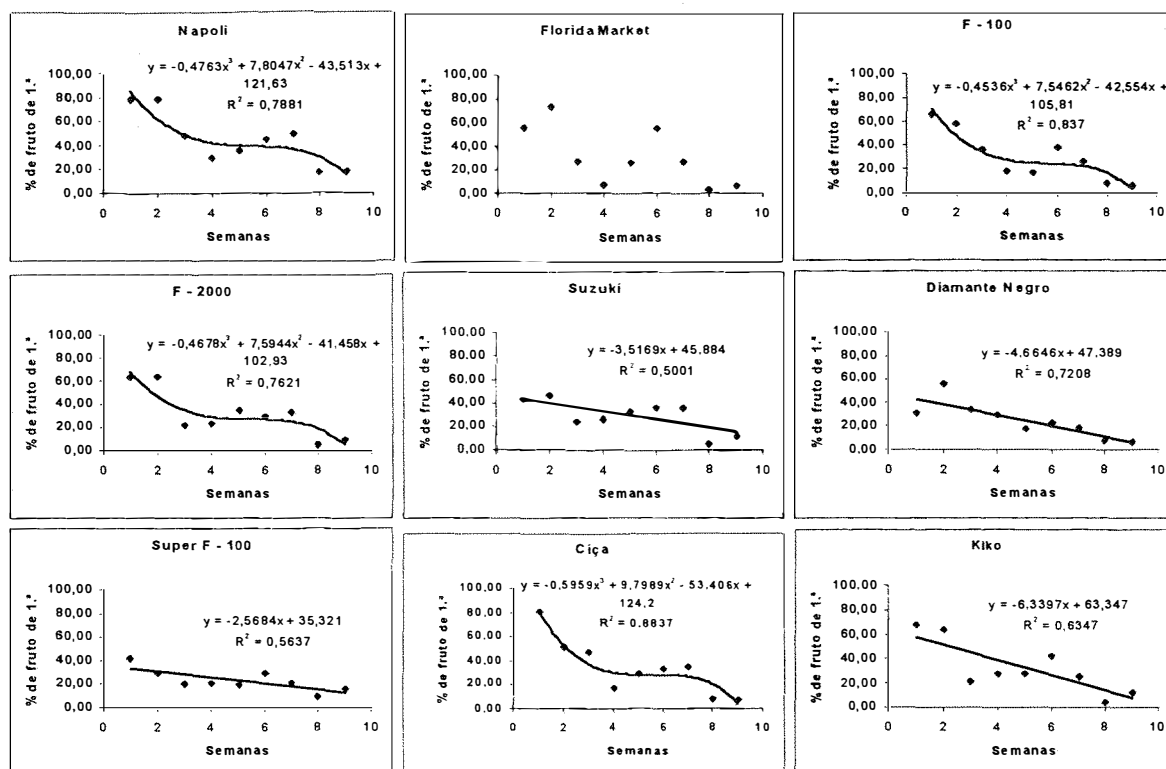 Napoli
y = -0,4763x³ + 7,8047x² - 43,513x +
121,63
R² = 0,7881
% de fruto de 1.ª
100,00
80,00
60,00
40,00
20,00
0,00
0 2 4 6 8 10
Semanas
Florida Market
% de fruto de 1.ª
100,00
80,00
60,00
40,00
20,00
0,00
0 2 4 6 8 10
Semanas
F - 100
y = -0,4536x³ + 7,5462x² - 42,554x +
105,81
R² = 0,837
% de fruto de 1.ª
100,00
80,00
60,00
40,00
20,00
0,00
0 2 4 6 8 10
Semanas
F - 2000
y = -0,4678x³ + 7,5944x² - 41,458x +
102,93
R² = 0,7621
% de fruto de 1.ª
100,00
80,00
60,00
40,00
20,00
0,00
0 2 4 6 8 10
Semanas
Suzuki
y = -3,5169x + 45,884
R² = 0,5001
% de fruto de 1.ª
100,00
80,00
60,00
40,00
20,00
0,00
0 2 4 6 8 10
Semanas
Diamante Negro
y = -4,6646x + 47,389
R² = 0,7208
% de fruto de 1.ª
100,00
80,00
60,00
40,00
20,00
0,00
0 2 4 6 8 10
Semanas
Super F - 100
y = -2,5684x + 35,321
R² = 0,5637
% de fruto de 1.ª
100,00
80,00
60,00
40,00
20,00
0,00
0 2 4 6 8 10
Semanas
Ciça
y = -0,5959x³ + 9,7989x² - 53,406x +
124,2
R² = 0,8837
% de fruto de 1.ª
100,00
80,00
60,00
40,00
20,00
0,00
0 2 4 6 8 10
Semanas
Kiko
y = -6,3397x + 63,347
R² = 0,6347
% de fruto de 1.ª
100,00
80,00
60,00
40,00
20,00
0,00
0 2 4 6 8 10
Semanas